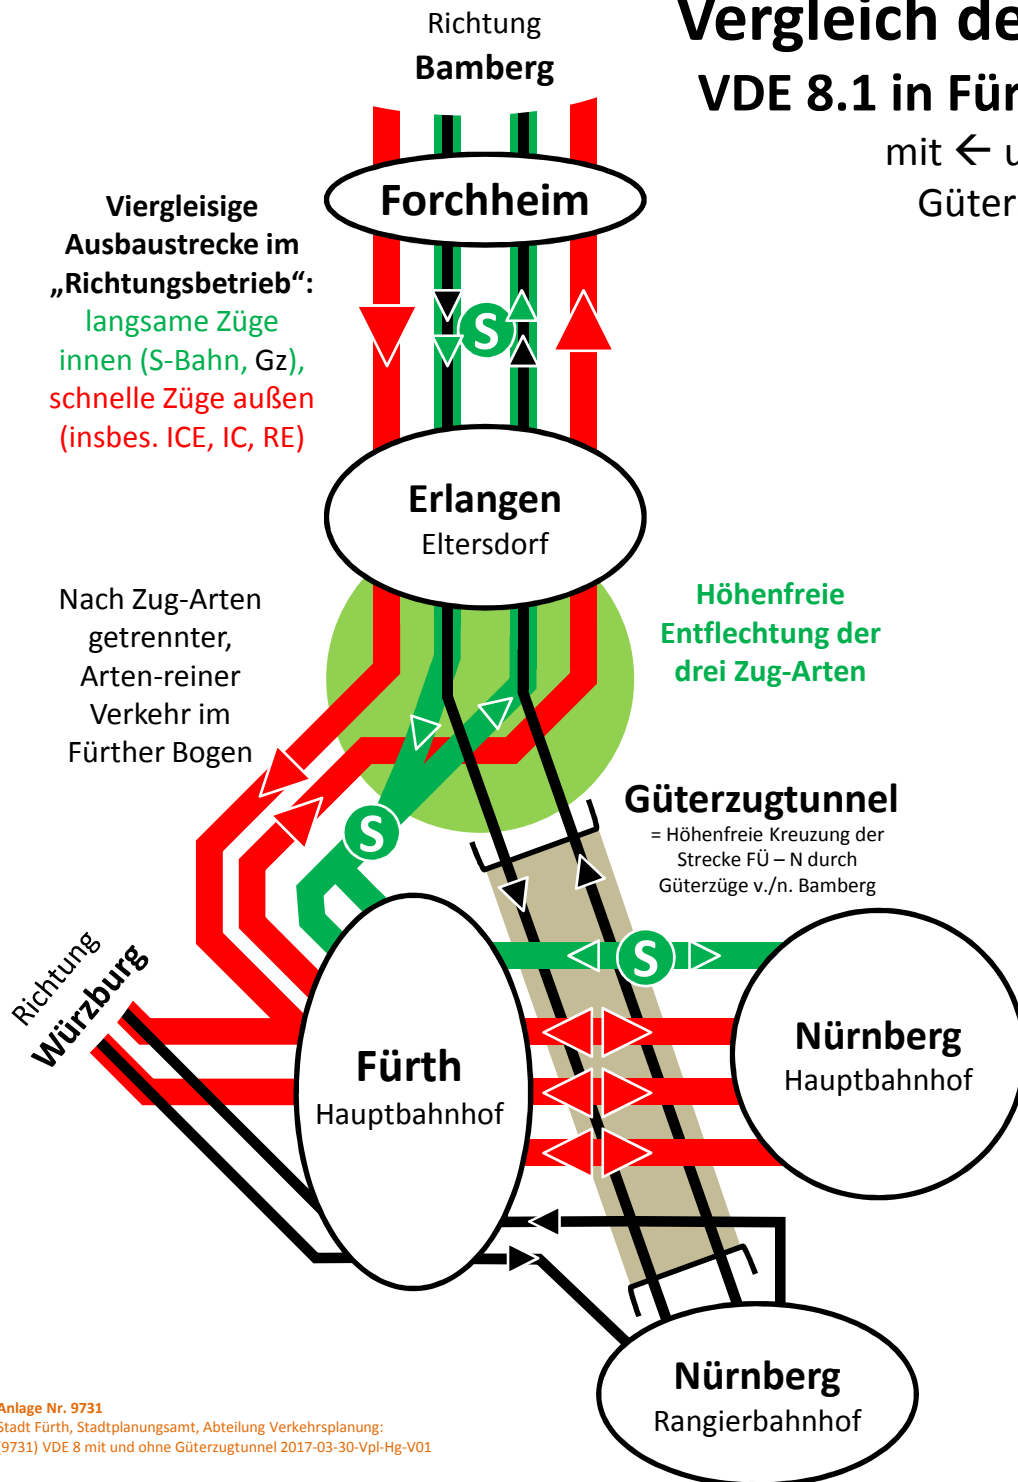 Richtung
Bamberg
Vergleich de
VDE 8.1 in Für
mit ← u
Güter
Forchheim
Viergleisige
Ausbaustrecke im
„Richtungsbetrieb“:
langsame Züge
innen (S-Bahn, Gz),
schnelle Züge außen
(insbes. ICE, IC, RE)
S
Erlangen
Eltersdorf
Nach Zug-Arten
getrennter,
Arten-reiner
Verkehr im
Fürther Bogen
Höhenfreie
Entflechtung der
drei Zug-Arten
S
Güterzugtunnel
= Höhenfreie Kreuzung der
Strecke FÜ – N durch
Güterzüge v./n. Bamberg
Richtung
Würzburg
S
Fürth
Hauptbahnhof
Nürnberg
Hauptbahnhof
Nürnberg
Rangierbahnhof
Anlage Nr. 9731
Stadt Fürth, Stadtplanungsamt, Abteilung Verkehrsplanung:
(9731) VDE 8 mit und ohne Güterzugtunnel 2017-03-30-Vpl-Hg-V01